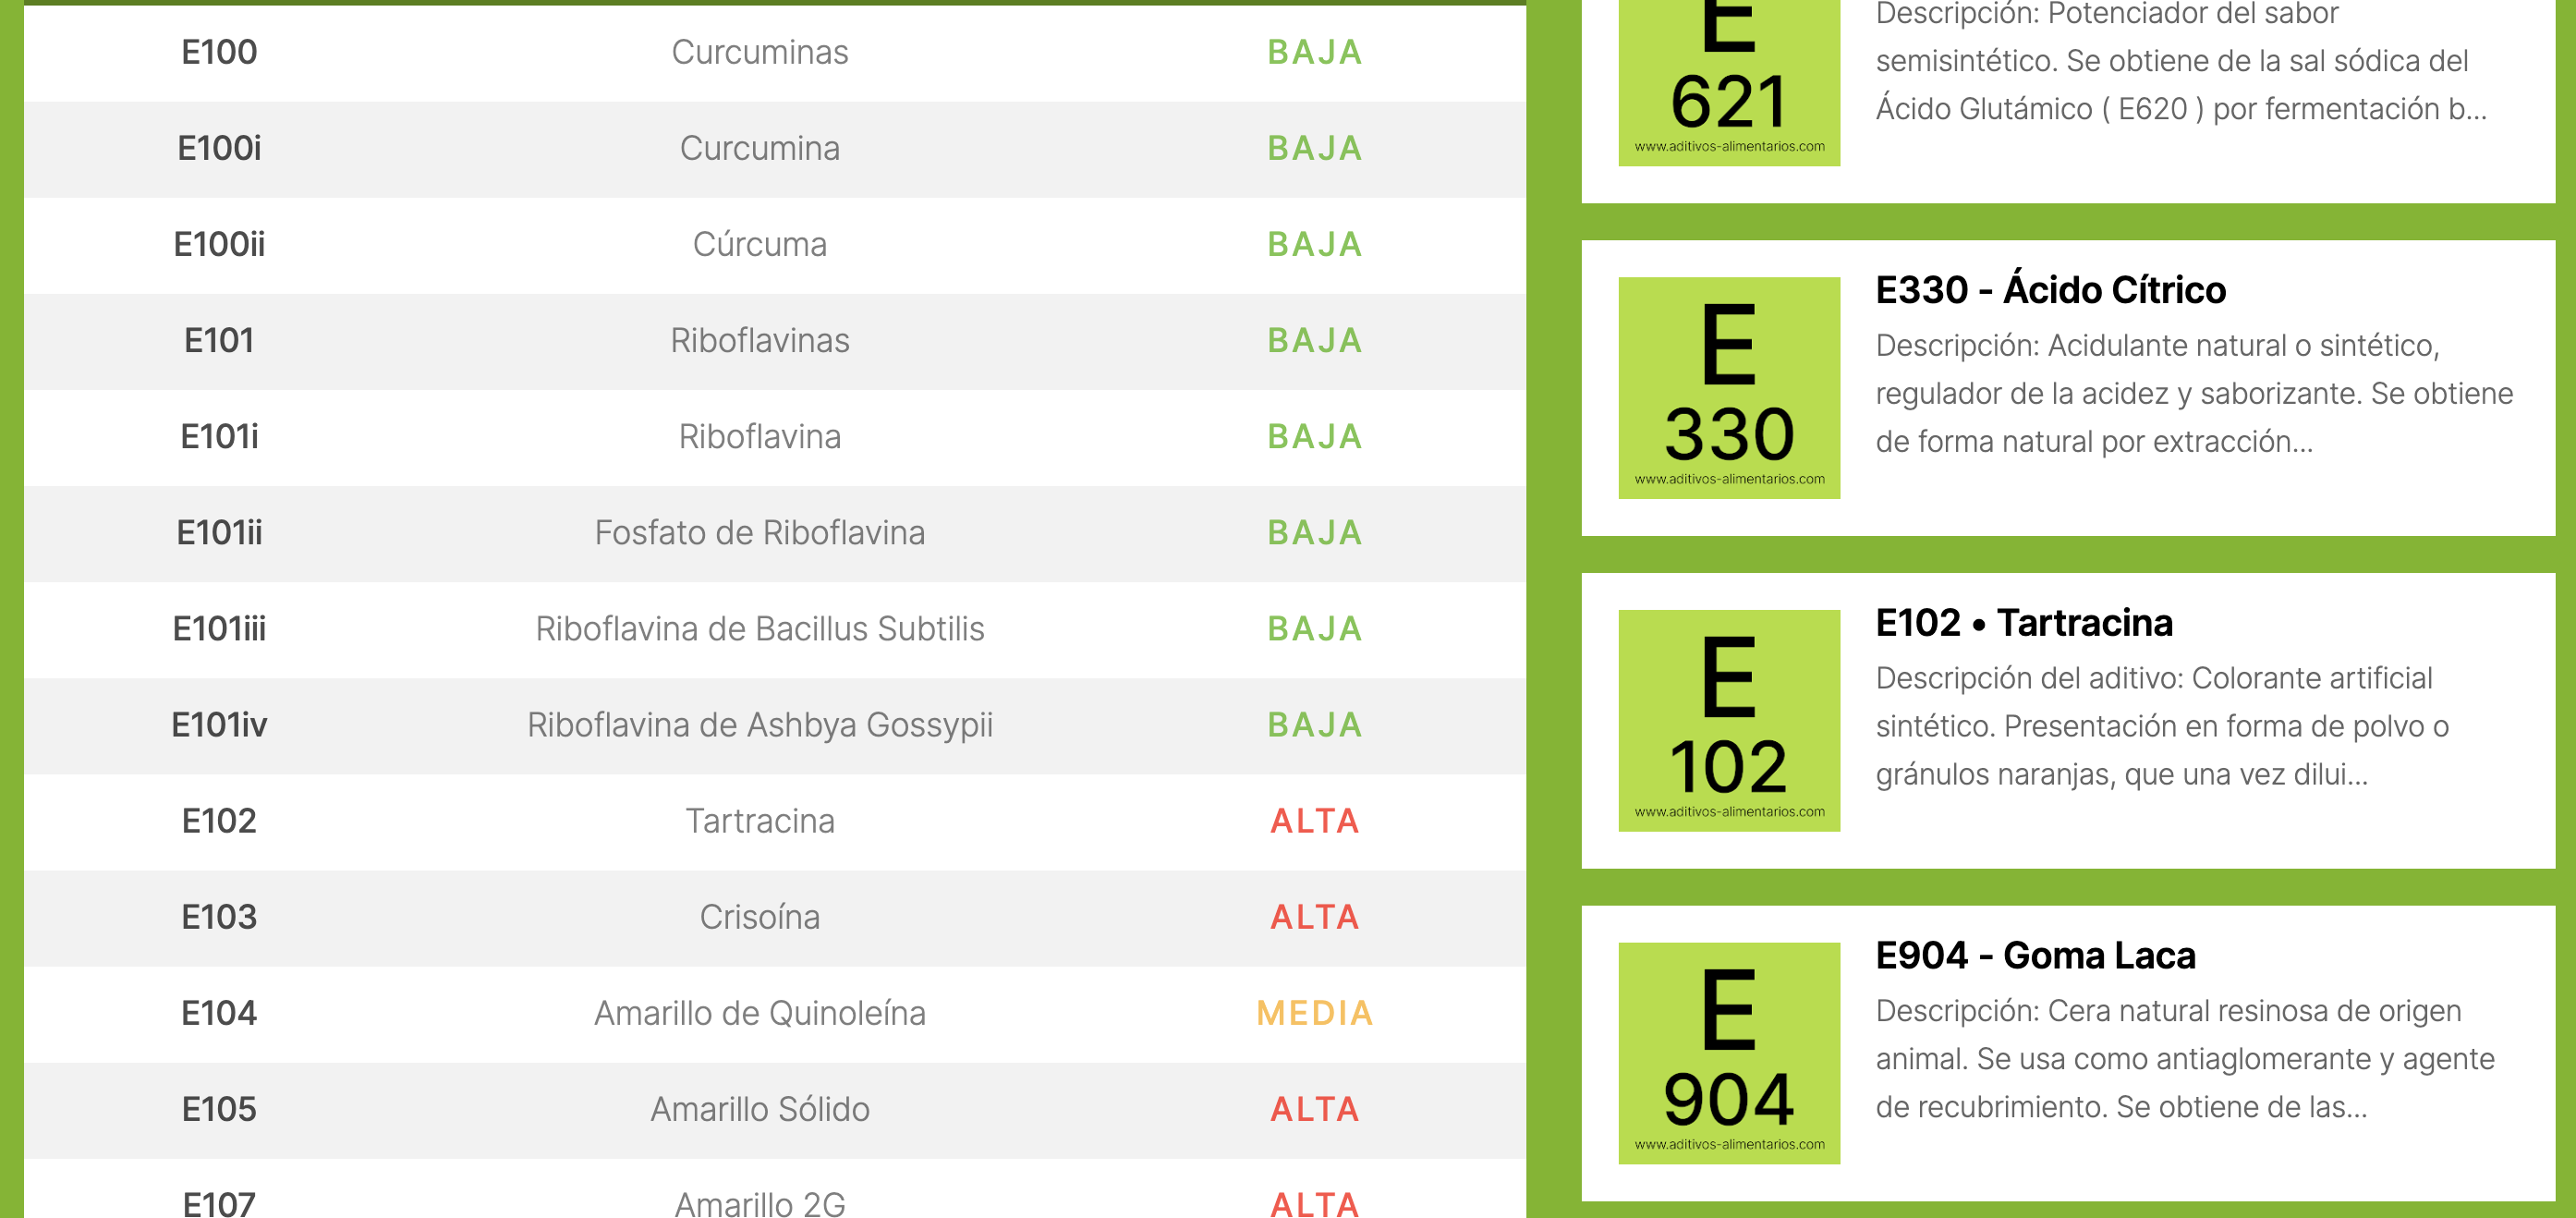 E100 Curcuminas BAJA
E100i Curcumina BAJA
E100ii Cúrcuma BAJA
E101 Riboflavinas BAJA
E101i Riboflavina BAJA
E101ii Fosfato de Riboflavina BAJA
E101iii Riboflavina de Bacillus Subtilis BAJA
E101iv Riboflavina de Ashbya Gossypii BAJA
E102 Tartracina ALTA
E103 Crisoína ALTA
E104 Amarillo de Quinoleína MEDIA
E105 Amarillo Sólido ALTA
E107 Amarillo 2G ALTA
E
621
www.aditivos-alimentarios.com
Descripción: Potenciador del sabor
semisintético. Se obtiene de la sal sódica del
Ácido Glutámico ( E620 ) por fermentación b...
E
330
www.aditivos-alimentarios.com
E330 - Ácido Cítrico
Descripción: Acidulante natural o sintético,
regulador de la acidez y saborizante. Se obtiene
de forma natural por extracción...
E
102
www.aditivos-alimentarios.com
E102 • Tartracina
Descripción del aditivo: Colorante artificial
sintético. Presentación en forma de polvo o
gránulos naranjas, que una vez dilui...
E
904
www.aditivos-alimentarios.com
E904 - Goma Laca
Descripción: Cera natural resinosa de origen
animal. Se usa como antiaglomerante y agente
de recubrimiento. Se obtiene de las...